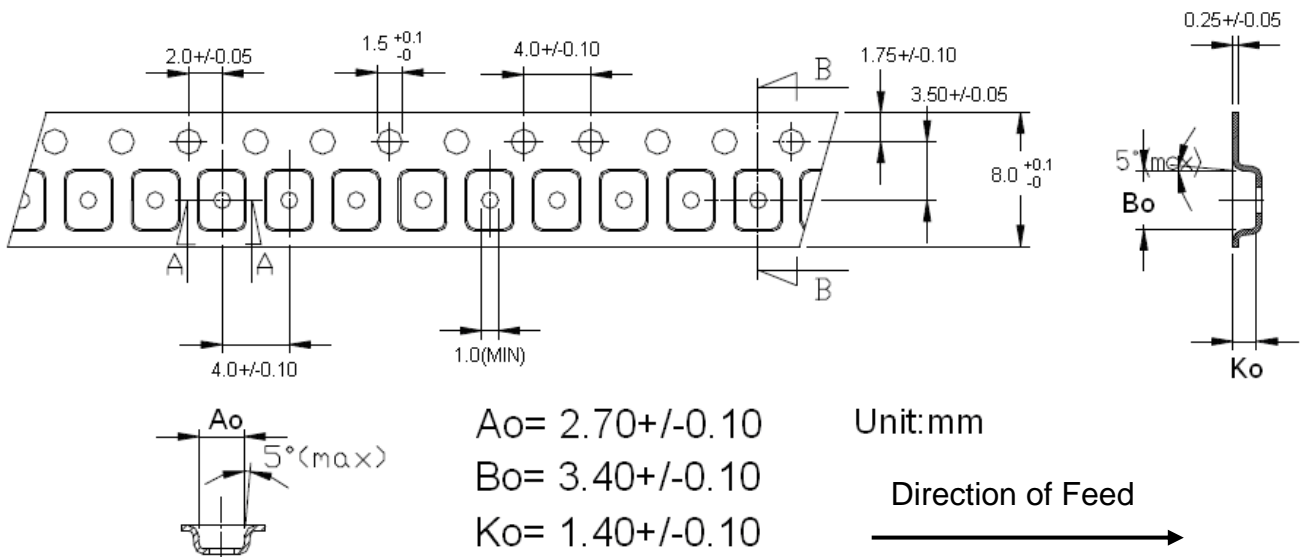 0.25+/-0.05
2.0+/-0.05
1.5 +0.1 -0
4.0+/-0.10
B
1.75+/-0.10
3.50+/-0.05
8.0 +0.1 -0
5°(max)
Bo
A
A
B
1.0(MIN)
4.0+/-0.10
Ko
Ao
5°(max)
Ao= 2.70+/-0.10
Unit:mm
Bo= 3.40+/-0.10
Direction of Feed
Ko= 1.40+/-0.10